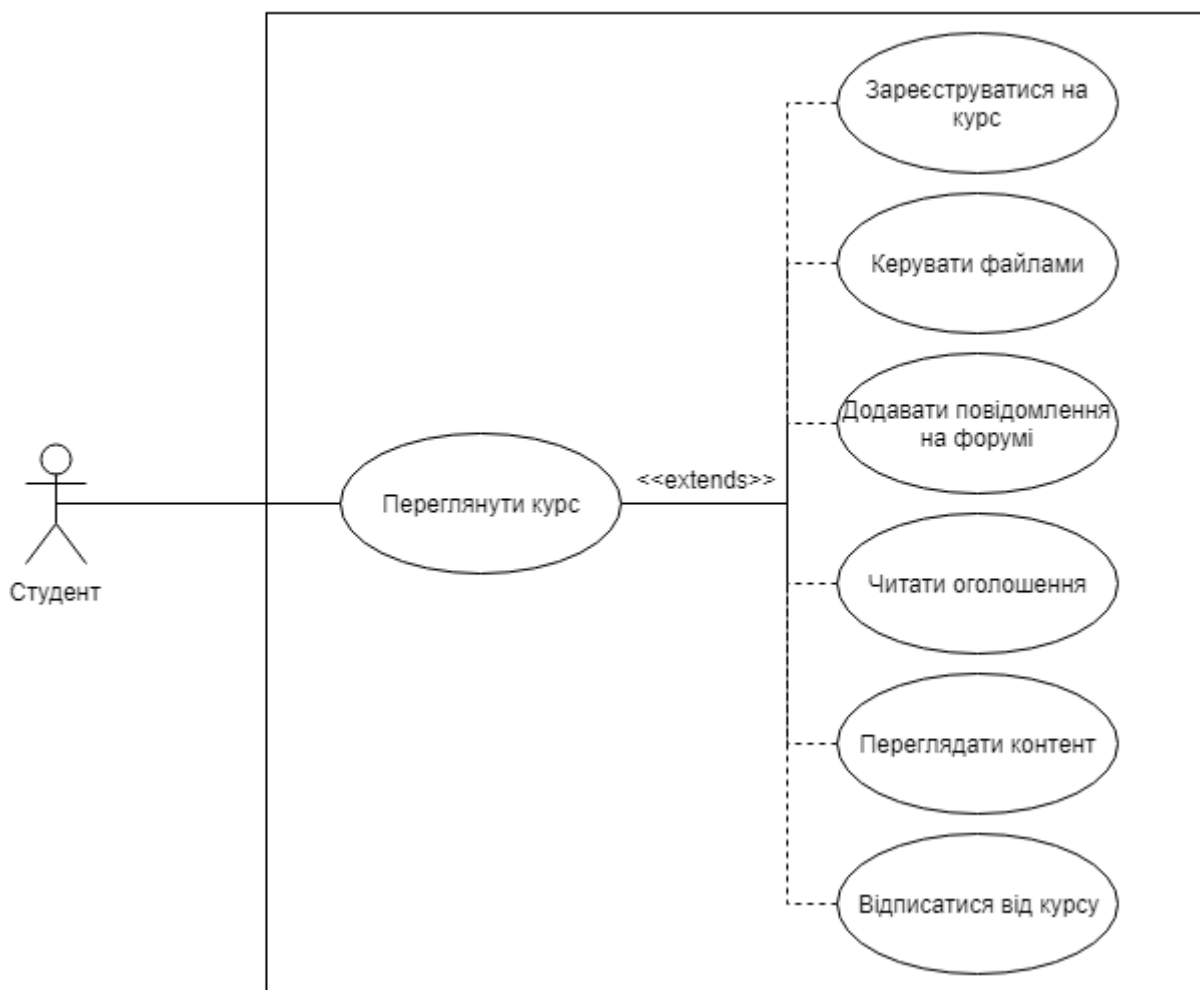 Зареєструватися на
курс
Керувати файлами
Додавати повідомлення
на форумі
<<extends>>
Переглянути курс
Студент
Читати оголошення
Переглядати контент
Відписатися від курсу